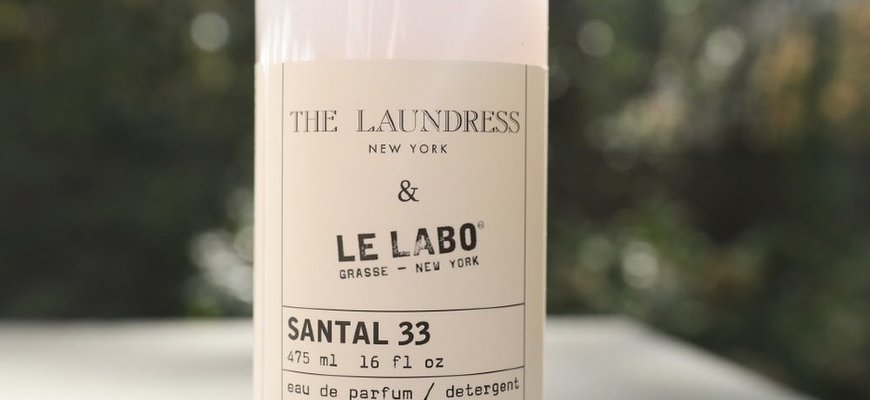 THE LAUNDRESS
NEW YORK
&
LE LABO®
GRASSE — NEW YORK
SANTAL 33
475 ml 16 fl oz
eau de parfum / detergent